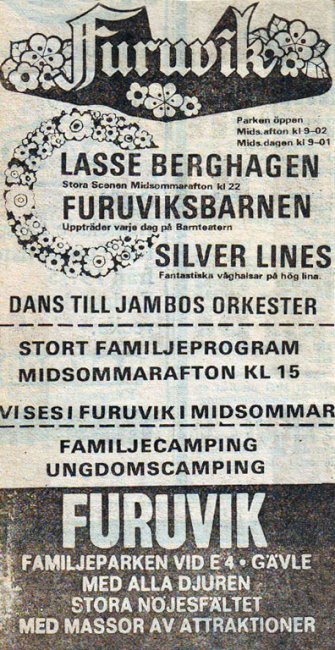 Furuvik
Parken öppen
Mids.afton kl 9–02
Mids.dagen kl 9–01
LASSE BERGHAGEN
Stora Scenen Midsommarafton kl 22
FURUVIKSBARNEN
Uppträder varje dag på Barnteatern
SILVER LINES
Fantastiska våghalsar på hög lina.
DANS TILL JAMBOS ORKESTER
STORT FAMILJEPROGRAM
MIDSOMMARAFTON KL 15
VI SES I FURUVIK I MIDSOMMAR
FAMILJECAMPING
UNGDOMSCAMPING
FURUVIK
FAMILJEPARKEN VID E 4 • GÄVLE
MED ALLA DJUREN
STORA NÖJESFÄLTET
MED MASSOR AV ATTRAKTIONER